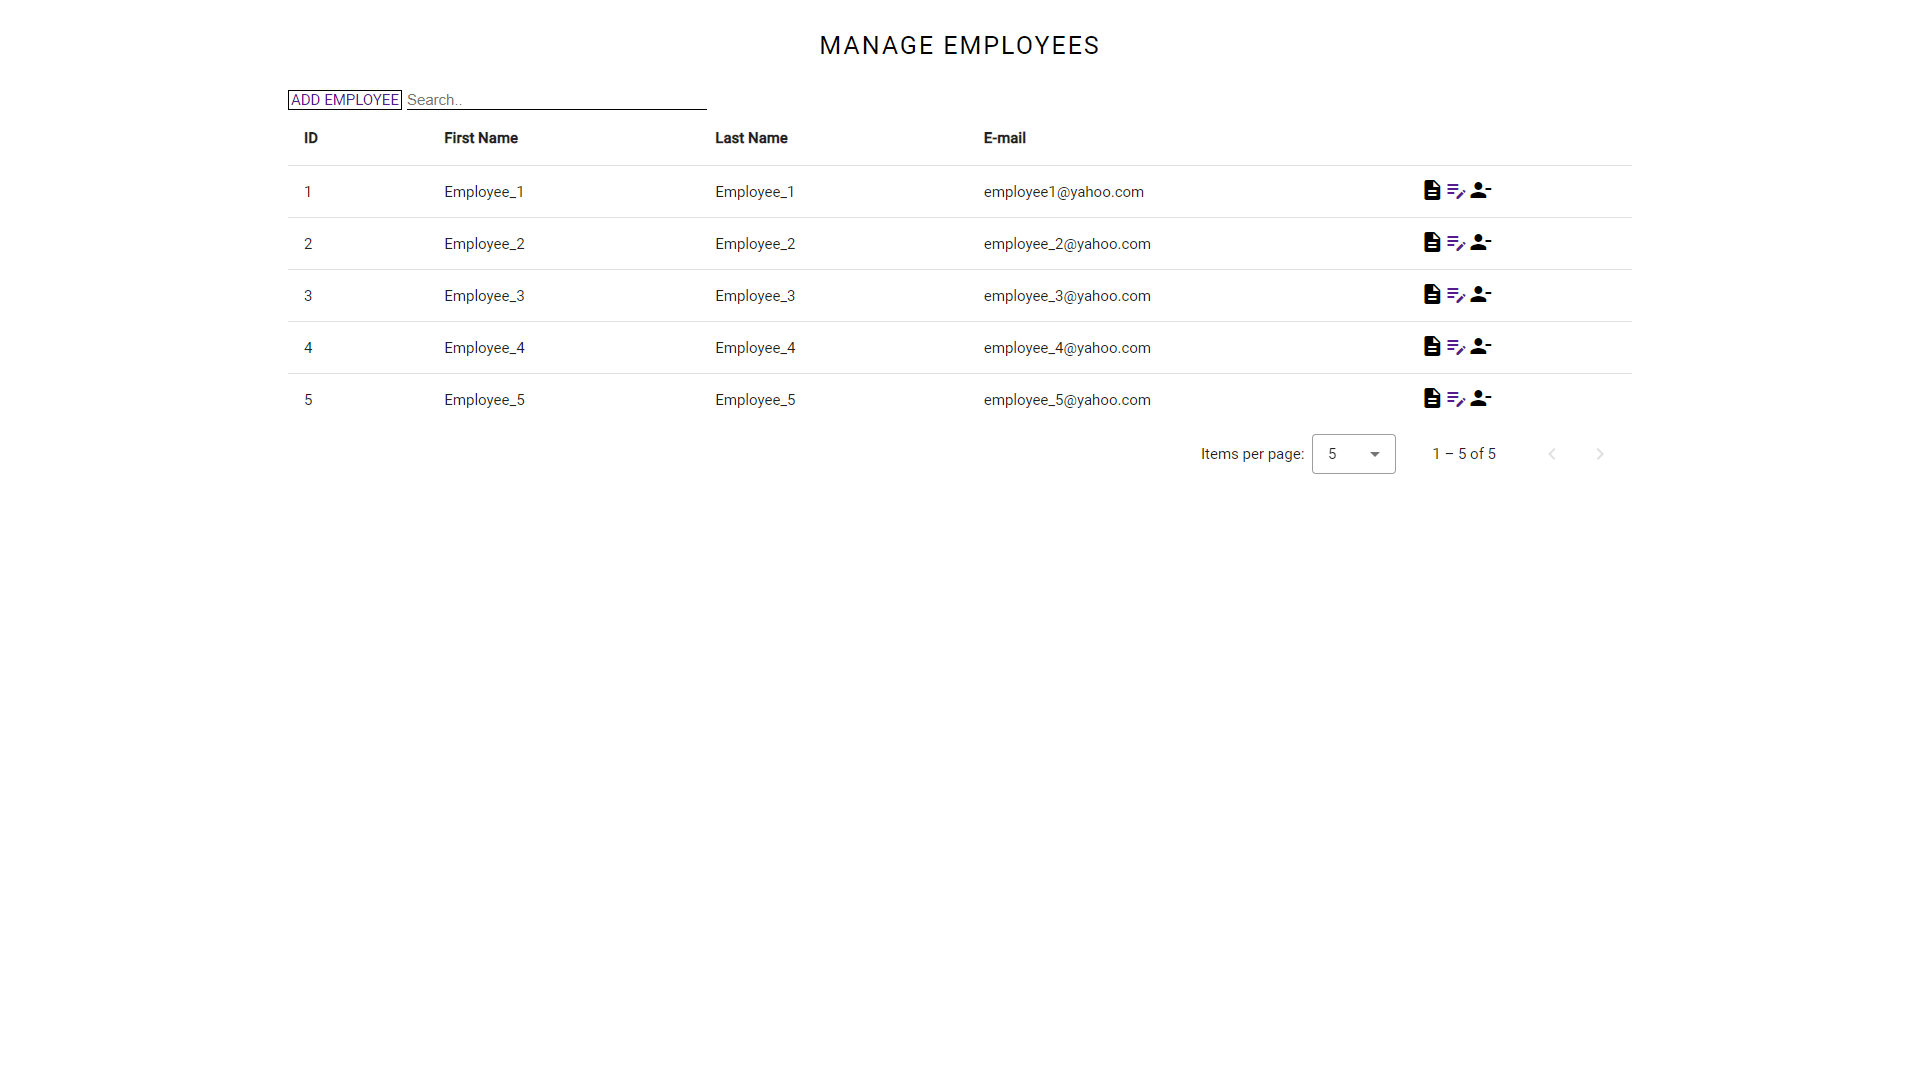 MANAGE EMPLOYEES
ADD EMPLOYEE Search..
ID First Name Last Name E-mail
1 Employee_1 Employee_1 employee1@yahoo.com
2 Employee_2 Employee_2 employee_2@yahoo.com
3 Employee_3 Employee_3 employee_3@yahoo.com
4 Employee_4 Employee_4 employee_4@yahoo.com
5 Employee_5 Employee_5 employee_5@yahoo.com
Items per page: 5 1 – 5 of 5